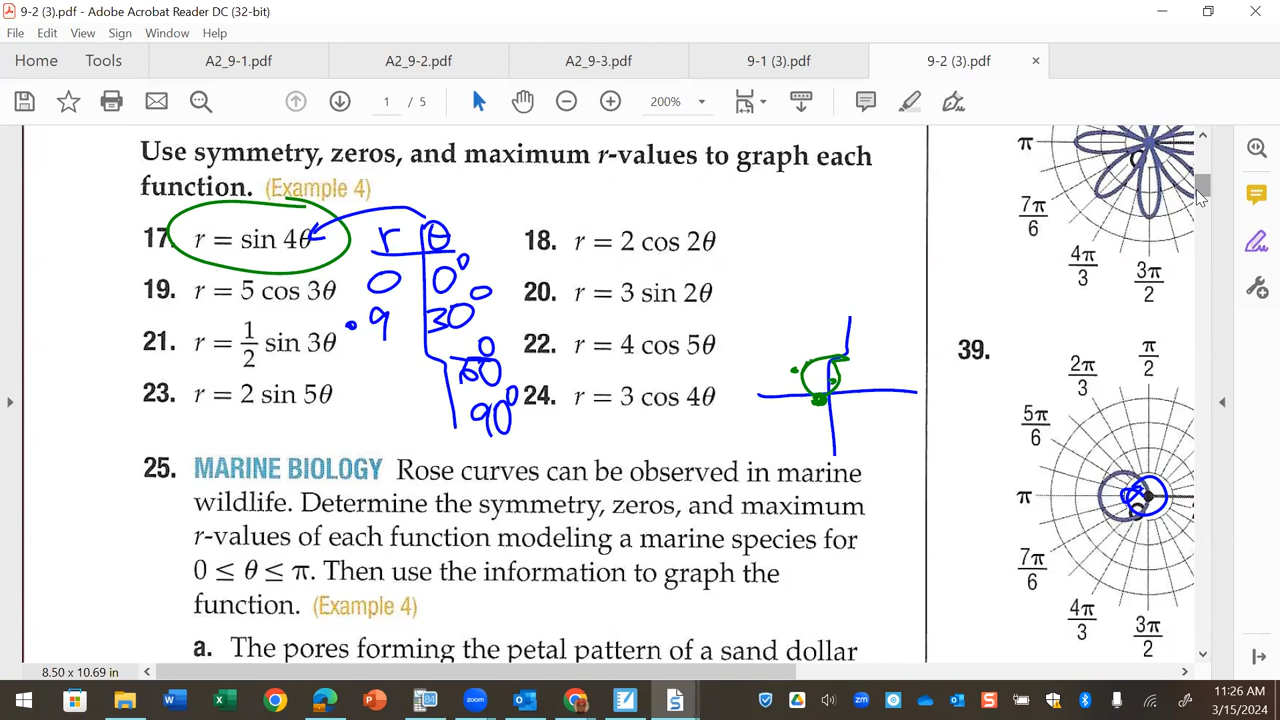 9-2 (3).pdf - Adobe Acrobat Reader DC (32-bit)
File Edit View Sign Window Help
Home Tools A2_9-1.pdf A2_9-2.pdf A2_9-3.pdf 9-1 (3).pdf 9-2 (3).pdf ×
1 / 5 200%
Use symmetry, zeros, and maximum r-values to graph each
function. (Example 4)
17. r = sin 4θ
18. r = 2 cos 2θ
19. r = 5 cos 3θ
20. r = 3 sin 2θ
21. r = 1/2 sin 3θ
22. r = 4 cos 5θ
23. r = 2 sin 5θ
24. r = 3 cos 4θ
r θ
0 0°
9 30°
60°
90°
25. MARINE BIOLOGY Rose curves can be observed in marine
wildlife. Determine the symmetry, zeros, and maximum
r-values of each function modeling a marine species for
0 ≤ θ ≤ π. Then use the information to graph the
function. (Example 4)
a. The pores forming the petal pattern of a sand dollar
π
7π/6
4π/3
3π/2
39.
π/2
2π/3
5π/6
π
7π/6
4π/3
3π/2
8.50 x 10.69 in
11:26 AM
3/15/2024